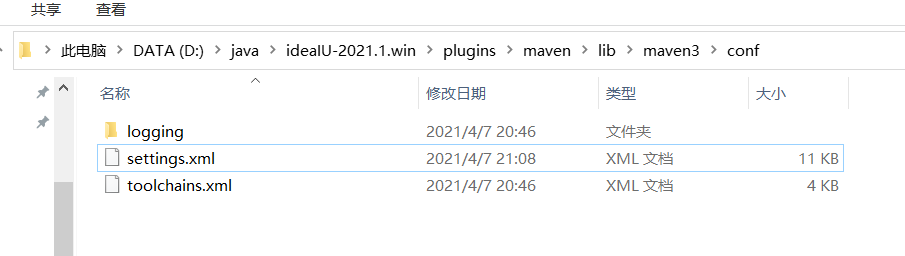 共享 查看
此电脑 DATA (D:) java ideaIU-2021.1.win plugins maven lib maven3 conf
名称 修改日期 类型 大小
logging 2021/4/7 20:46 文件夹
settings.xml 2021/4/7 21:08 XML 文档 11 KB
toolchains.xml 2021/4/7 20:46 XML 文档 4 KB